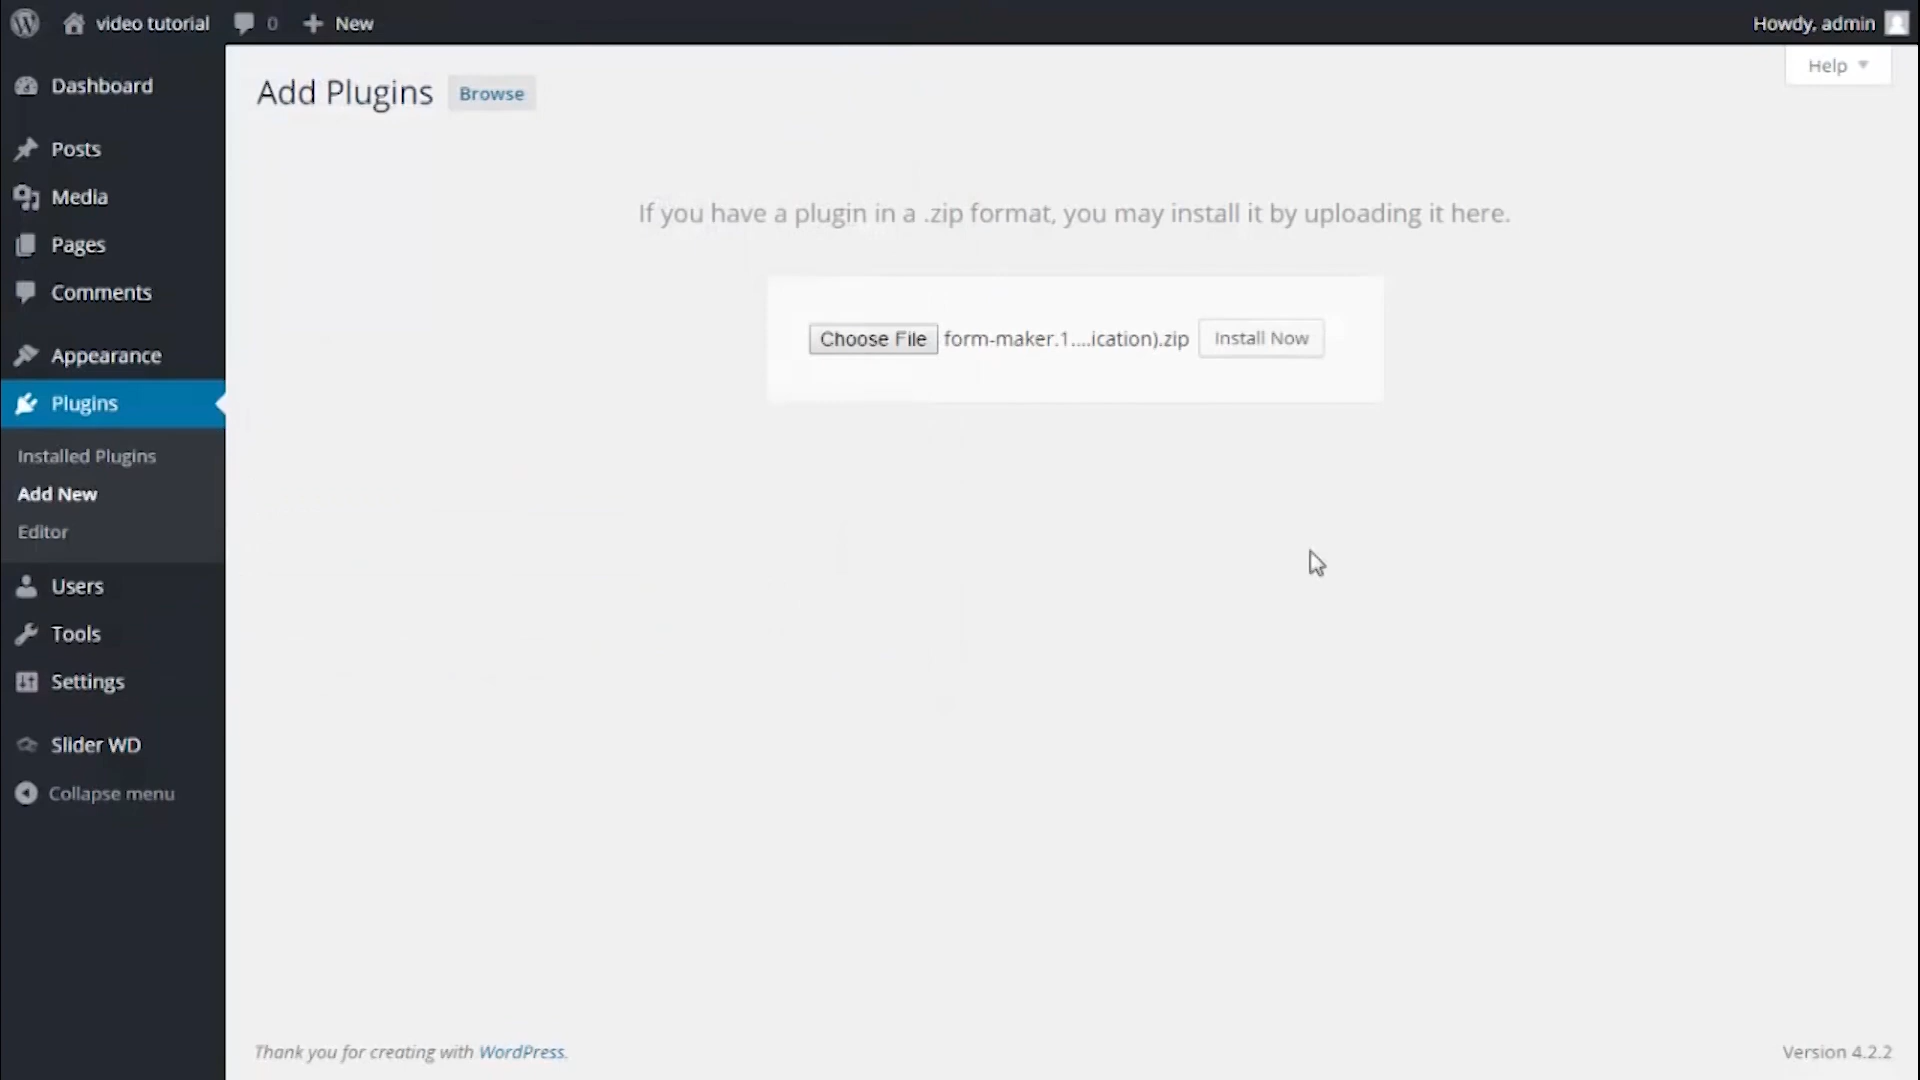 video tutorial 0 New Howdy, admin
Help
Add Plugins Browse
Dashboard
Posts
Media
Pages
Comments
Appearance
Plugins
Installed Plugins
Add New
Editor
Users
Tools
Settings
Slider WD
Collapse menu
If you have a plugin in a .zip format, you may install it by uploading it here.
Choose File form-maker.1....ication).zip Install Now
Thank you for creating with WordPress.
Version 4.2.2